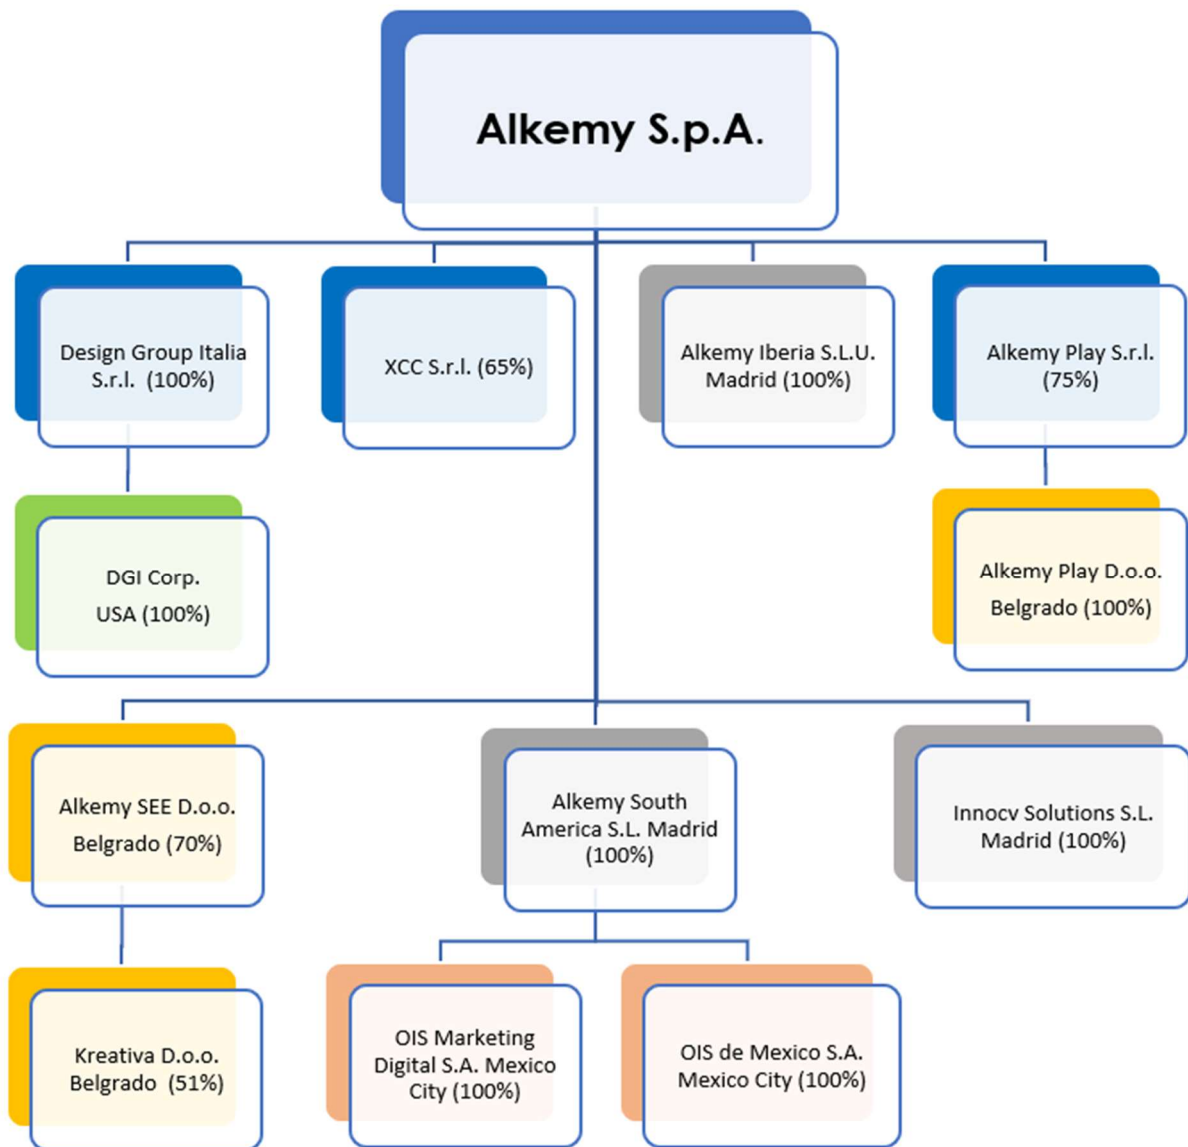 Alkemy S.p.A.
Design Group Italia
S.r.l. (100%)
XCC S.r.l. (65%)
Alkemy Iberia S.L.U.
Madrid (100%)
Alkemy Play S.r.l.
(75%)
DGI Corp.
USA (100%)
Alkemy Play D.o.o.
Belgrado (100%)
Alkemy SEE D.o.o.
Belgrado (70%)
Alkemy South
America S.L. Madrid
(100%)
Innocv Solutions S.L.
Madrid (100%)
Kreativa D.o.o.
Belgrado (51%)
OIS Marketing
Digital S.A. Mexico
City (100%)
OIS de Mexico S.A.
Mexico City (100%)